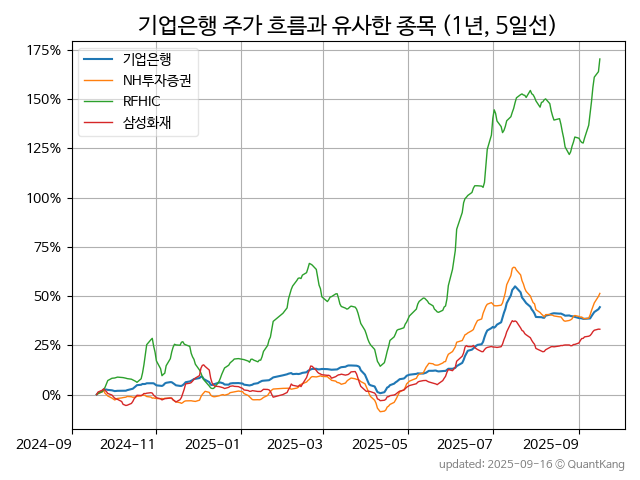 기업은행 주가 흐름과 유사한 종목 (1년, 5일선)
175%
150%
125%
100%
75%
50%
25%
0%
기업은행
NH투자증권
RFHIC
삼성화재
2024-09
2024-11
2025-01
2025-03
2025-05
2025-07
2025-09
updated: 2025-09-16 ⓒ QuantKang